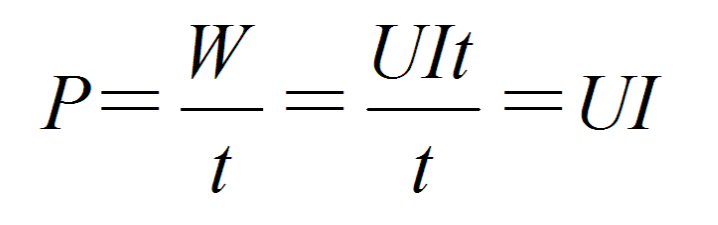 P = W/t = UIt/t = UI